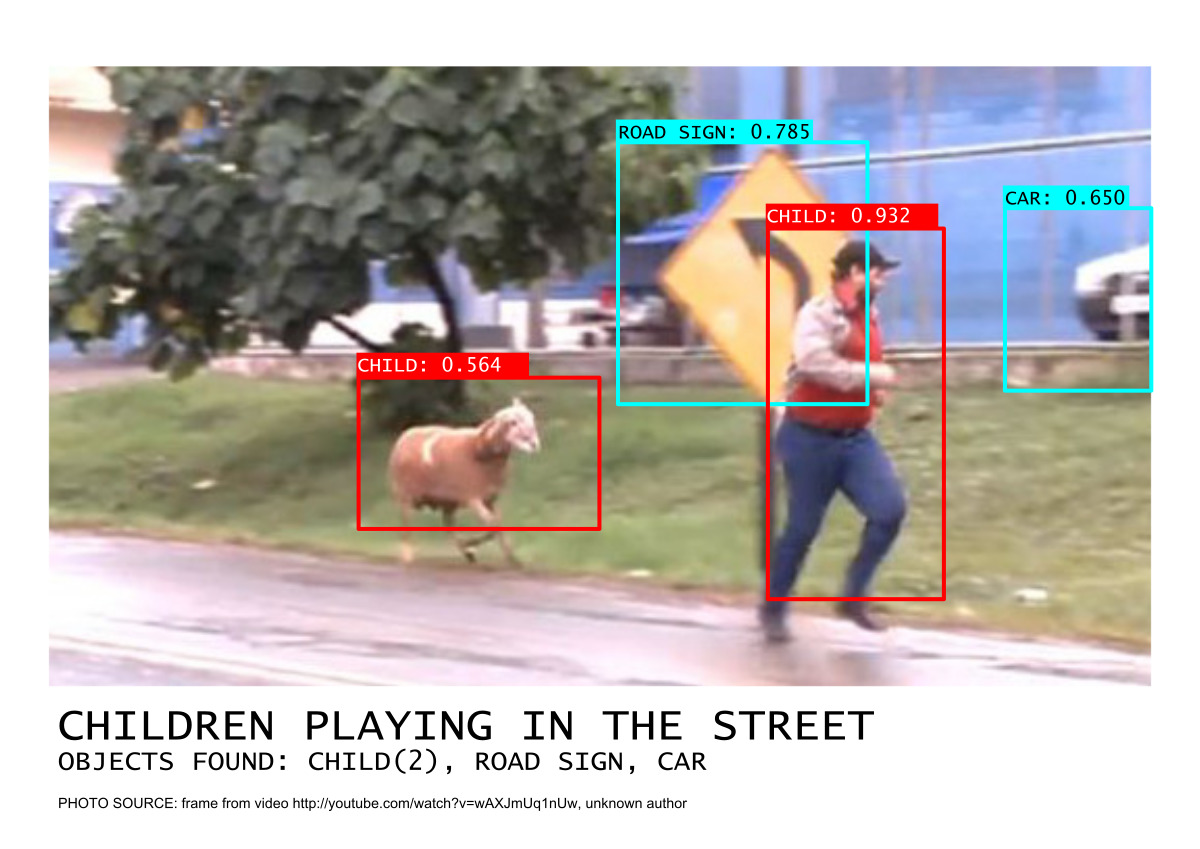 ROAD SIGN: 0.785
CAR: 0.650
CHILD: 0.932
CHILD: 0.564
CHILDREN PLAYING IN THE STREET
OBJECTS FOUND: CHILD(2), ROAD SIGN, CAR
PHOTO SOURCE: frame from video http://youtube.com/watch?v=wAXJmUq1nUw, unknown author